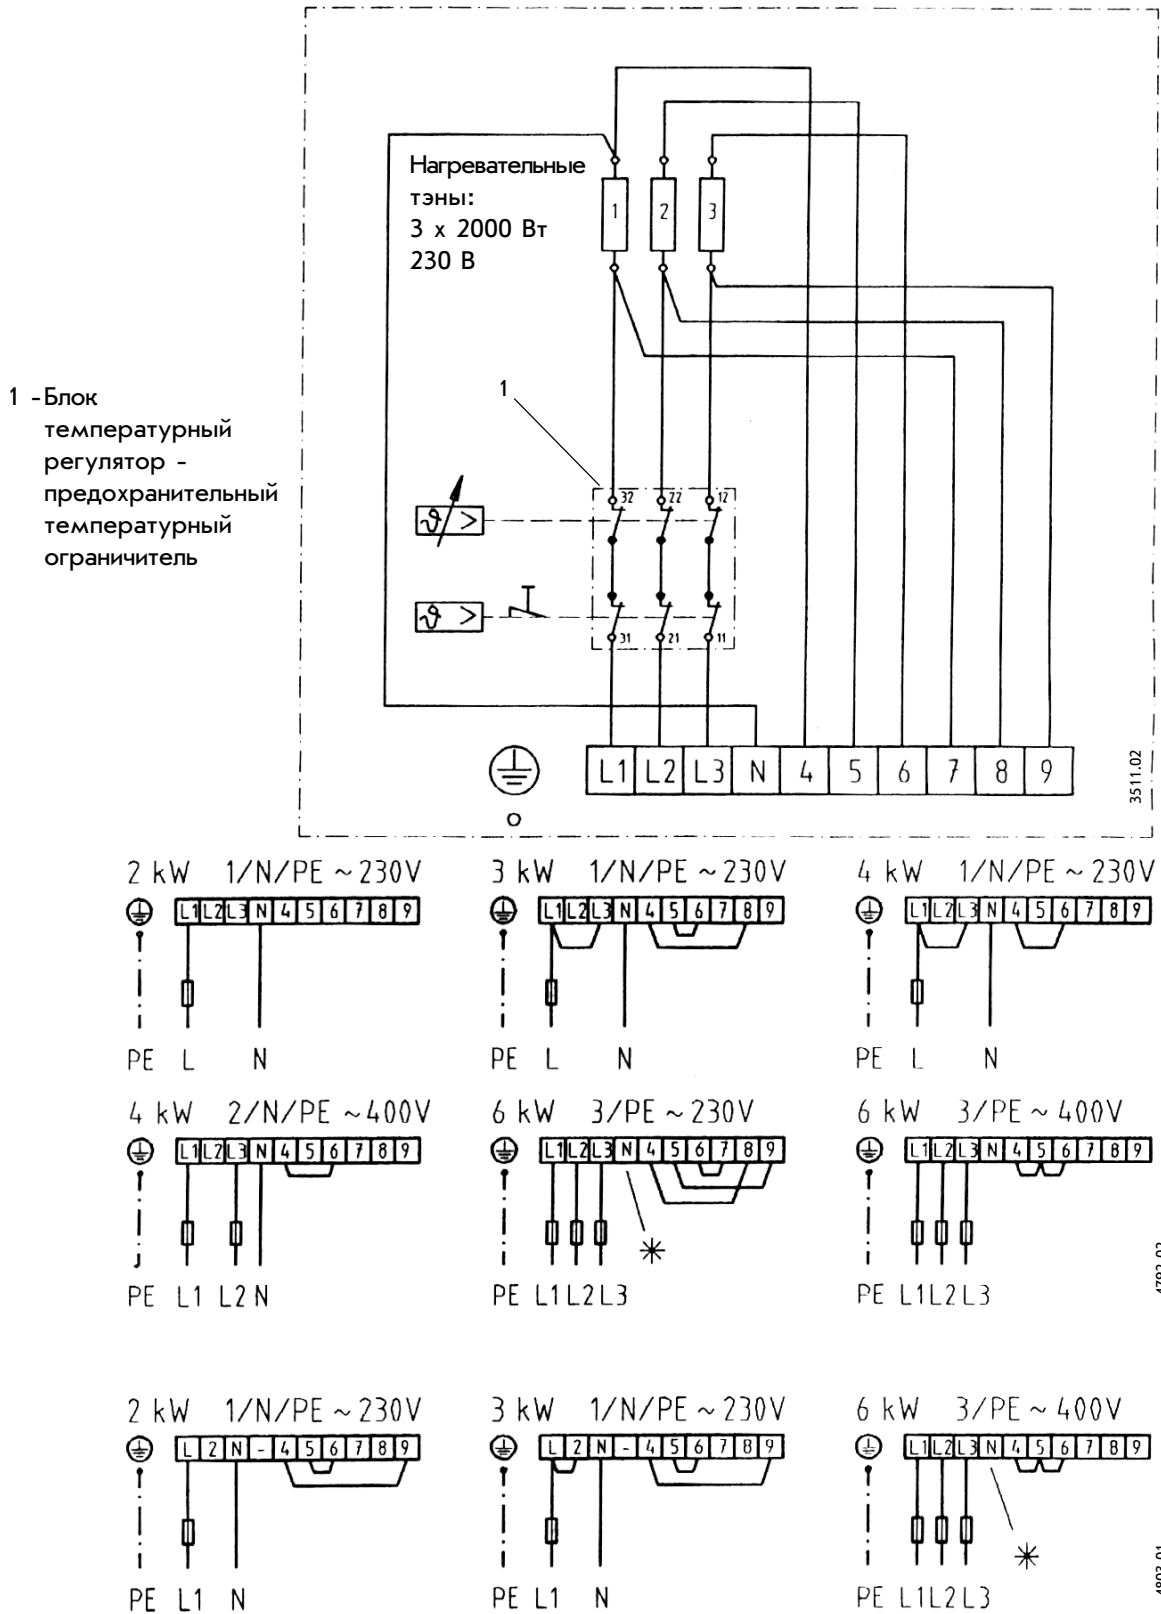 Нагревательные
тэны:
3 х 2000 Вт
230 В
1 2 3
1
1 - Блок
температурный
регулятор -
предохранительный
температурный
ограничитель
32 22 12
ϑ >
ϑ >
31 21 11
L1 L2 L3 N 4 5 6 7 8 9
3511.02
2 kW 1/N/PE ~ 230V
L1 L2 L3 N 4 5 6 7 8 9
PE L N
3 kW 1/N/PE ~ 230V
L1 L2 L3 N 4 5 6 7 8 9
PE L N
4 kW 1/N/PE ~ 230V
L1 L2 L3 N 4 5 6 7 8 9
PE L N
4 kW 2/N/PE ~ 400V
L1 L2 L3 N 4 5 6 7 8 9
PE L1 L2 N
6 kW 3/PE ~ 230V
L1 L2 L3 N 4 5 6 7 8 9
PE L1 L2 L3
6 kW 3/PE ~ 400V
L1 L2 L3 N 4 5 6 7 8 9
PE L1 L2 L3
2 kW 1/N/PE ~ 230V
L 2 N - 4 5 6 7 8 9
PE L1 N
3 kW 1/N/PE ~ 230V
L 2 N - 4 5 6 7 8 9
PE L1 N
6 kW 3/PE ~ 400V
L1 L2 L3 N 4 5 6 7 8 9
PE L1 L2 L3